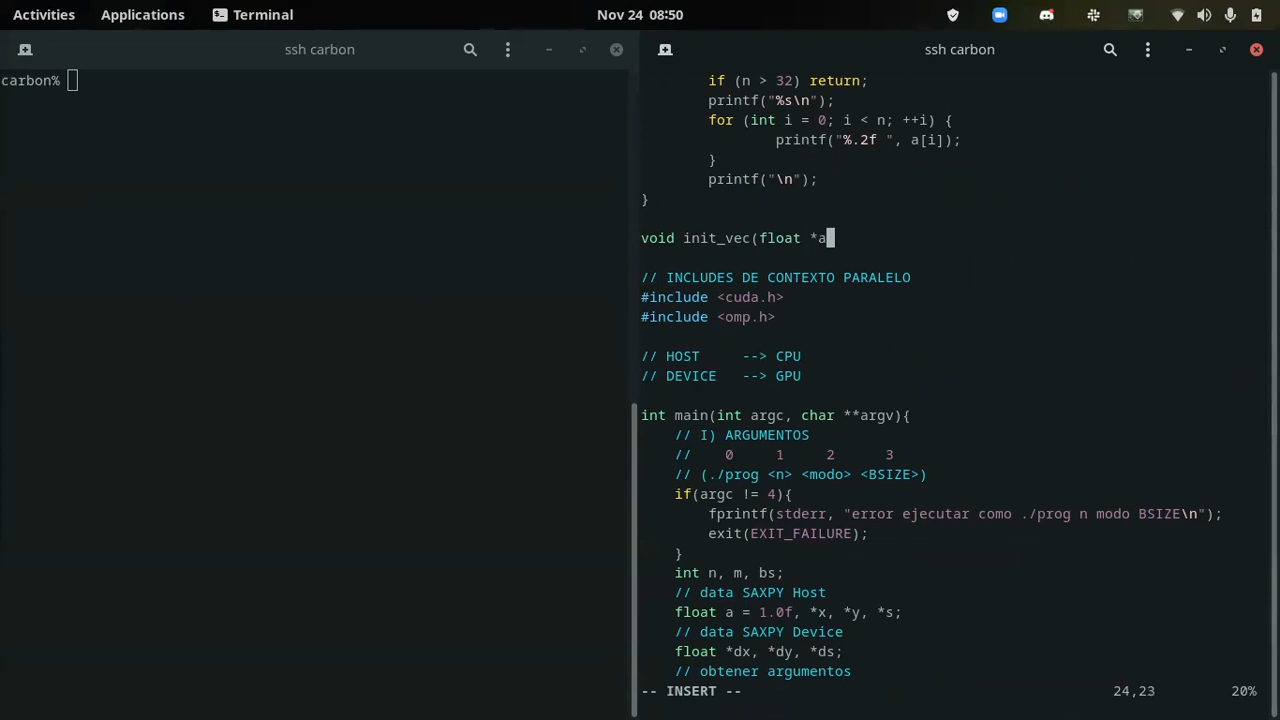 Activities Applications Terminal Nov 24 08:50
ssh carbon
carbon%
ssh carbon
if (n > 32) return;
printf("%s\n");
for (int i = 0; i < n; ++i) {
printf("%.2f ", a[i]);
}
printf("\n");
}
void init_vec(float *a
// INCLUDES DE CONTEXTO PARALELO
#include <cuda.h>
#include <omp.h>
// HOST --> CPU
// DEVICE --> GPU
int main(int argc, char **argv){
// I) ARGUMENTOS
// 0 1 2 3
// (./prog <n> <modo> <BSIZE>)
if(argc != 4){
fprintf(stderr, "error ejecutar como ./prog n modo BSIZE\n");
exit(EXIT_FAILURE);
}
int n, m, bs;
// data SAXPY Host
float a = 1.0f, *x, *y, *s;
// data SAXPY Device
float *dx, *dy, *ds;
// obtener argumentos
-- INSERT -- 24,23 20%